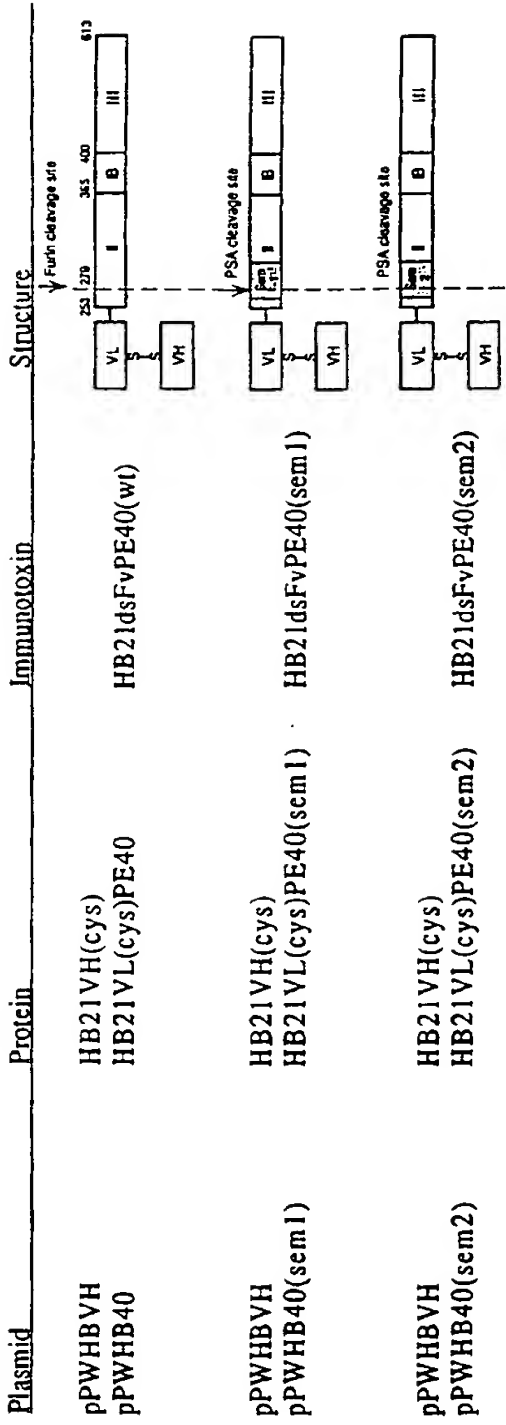 Plasmid Protein Immunotoxin Structure
Furin cleavage site
253 279 365 400 613
pPWHBVH HB21VH(cys)
pPWHB40 HB21VL(cys)PE40
HB21dsFvPE40(wt)
VL II IB III
S—S
VH
PSA cleavage site
pPWHBVH HB21VH(cys)
pPWHB40(sem1) HB21VL(cys)PE40(sem1)
HB21dsFvPE40(sem1)
VL II IB III
S—S
VH
PSA cleavage site
pPWHBVH HB21VH(cys)
pPWHB40(sem2) HB21VL(cys)PE40(sem2)
HB21dsFvPE40(sem2)
VL II IB III
S—S
VH